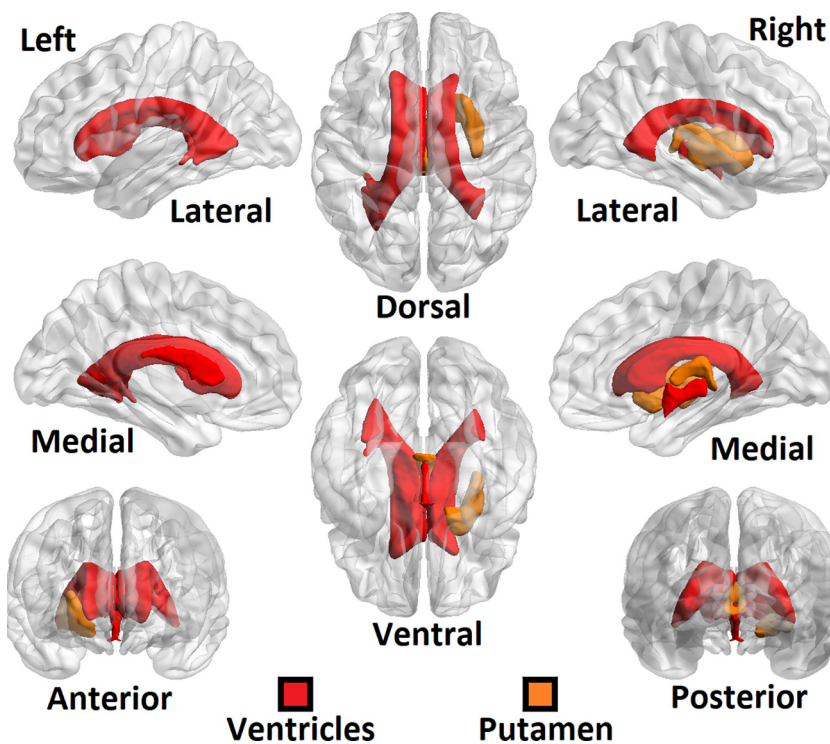 Left
Right
Lateral
Lateral
Dorsal
Medial
Medial
Ventral
Anterior
Posterior
Ventricles
Putamen